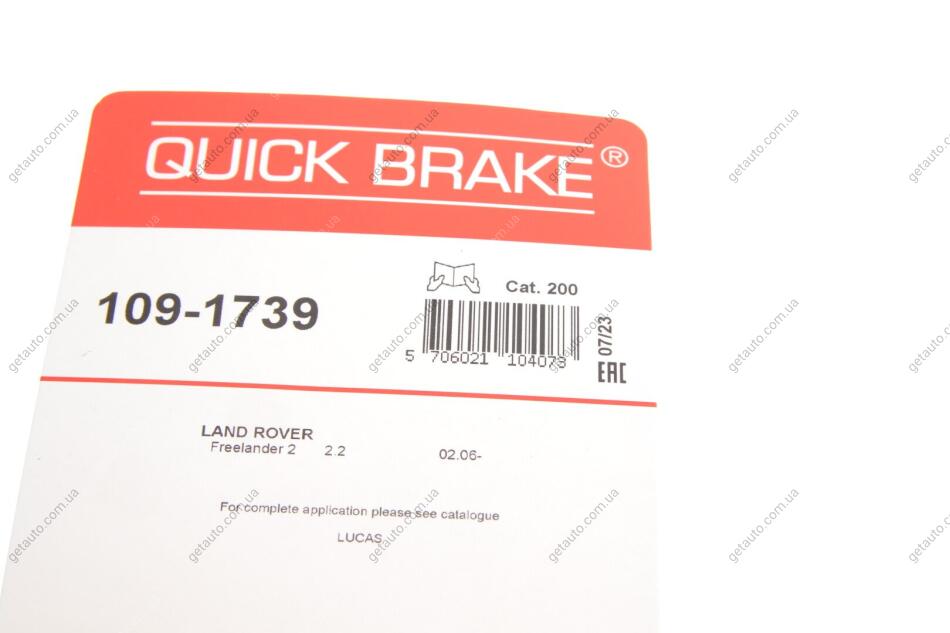 QUICK BRAKE®
109-1739
Cat. 200
5 706021 104073
07/23
EAC
LAND ROVER
Freelander 2 2.2 02.06-
For complete application please see catalogue
LUCAS
getauto.com.ua